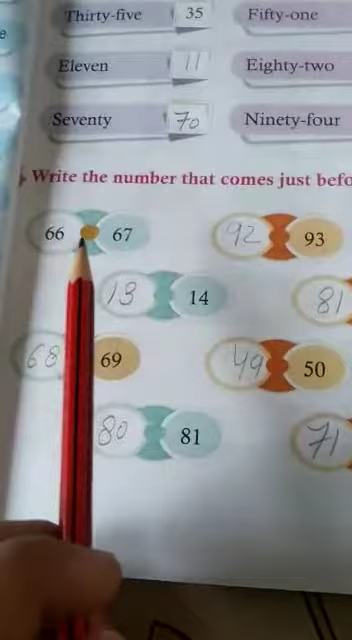 Thirty-five 35 Fifty-one
Eleven 11 Eighty-two
Seventy 70 Ninety-four
Write the number that comes just befo
66 67 92 93
13 14 81
68 69 49 50
80 81 71